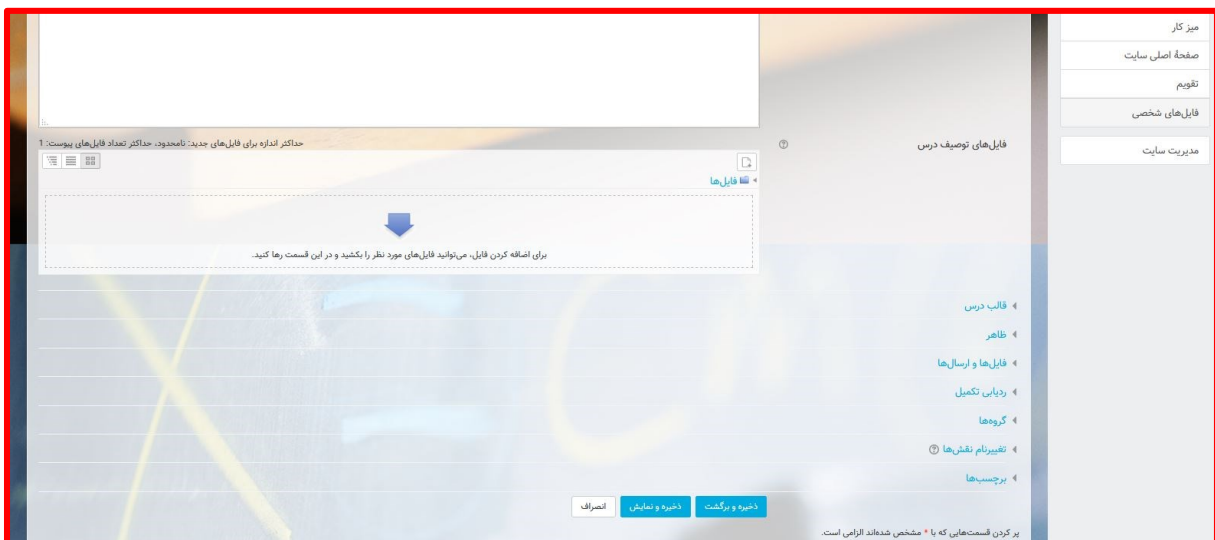 میز کار
صفحهٔ اصلی سایت
تقویم
فایل‌های شخصی
مدیریت سایت
فایل‌های توصیف درس
حداکثر اندازه برای فایل‌های جدید: نامحدود، حداکثر تعداد فایل‌های پیوست: 1
فایل‌ها
برای اضافه کردن فایل، می‌توانید فایل‌های مورد نظر را بکشید و در این قسمت رها کنید.
قالب درس
ظاهر
فایل‌ها و ارسال‌ها
ردیابی تکمیل
گروه‌ها
تغییرنام نقش‌ها
برچسب‌ها
ذخیره و برگشت ذخیره و نمایش انصراف
پر کردن قسمت‌هایی که با * مشخص شده‌اند الزامی است.